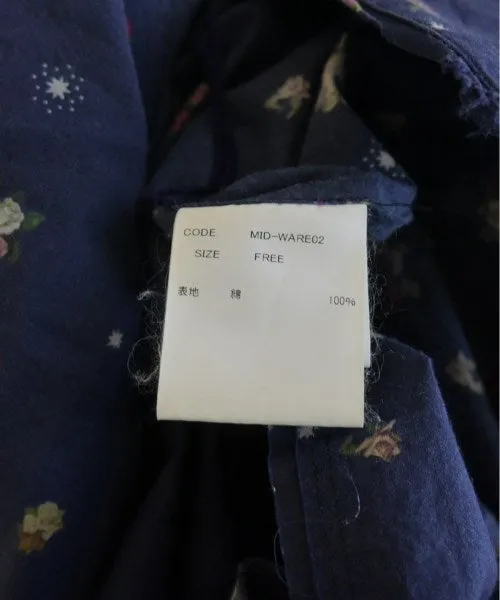 CODE MID-WARE02
SIZE FREE
表地 綿 100%